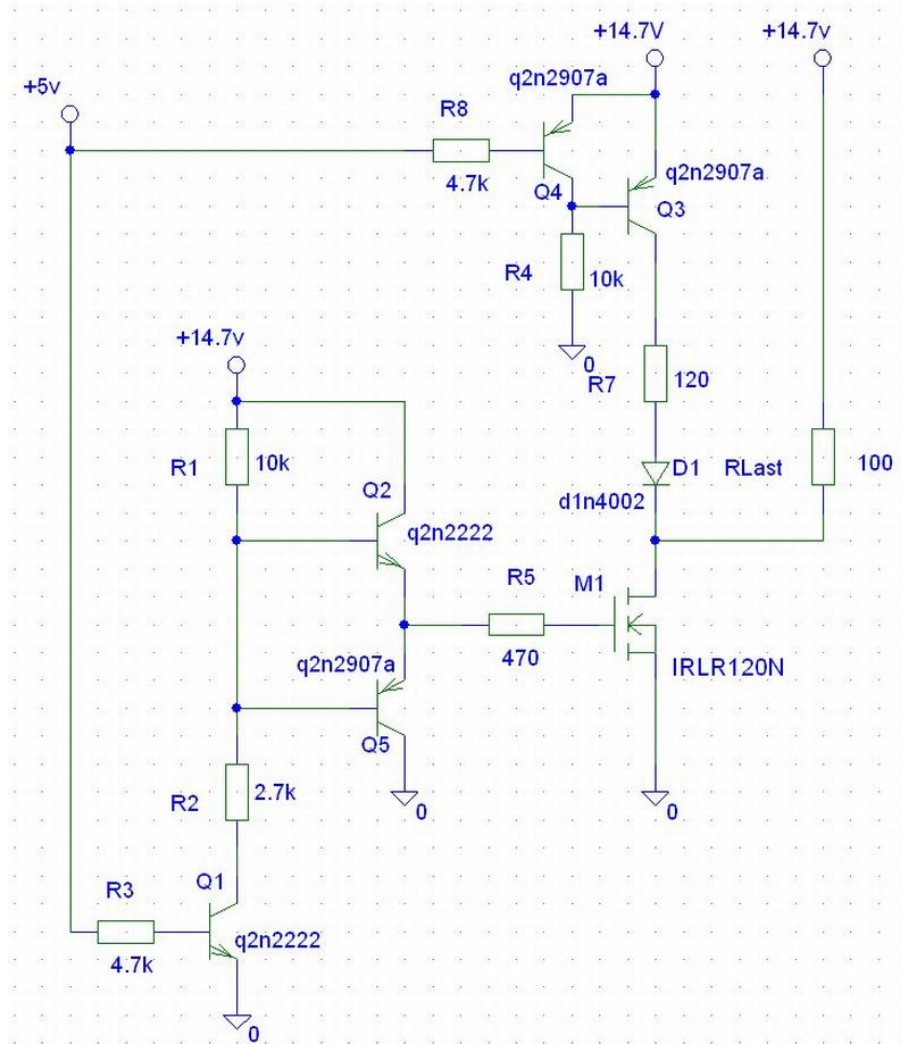 +14.7V
+14.7v
q2n2907a
+5v
R8
4.7k
Q4
q2n2907a
Q3
R4
10k
0
R7
120
+14.7v
R1
10k
Q2
q2n2222
D1
RLast
100
d1n4002
R5
470
M1
IRLR120N
q2n2907a
Q5
0
0
R2
2.7k
R3
4.7k
Q1
q2n2222
0